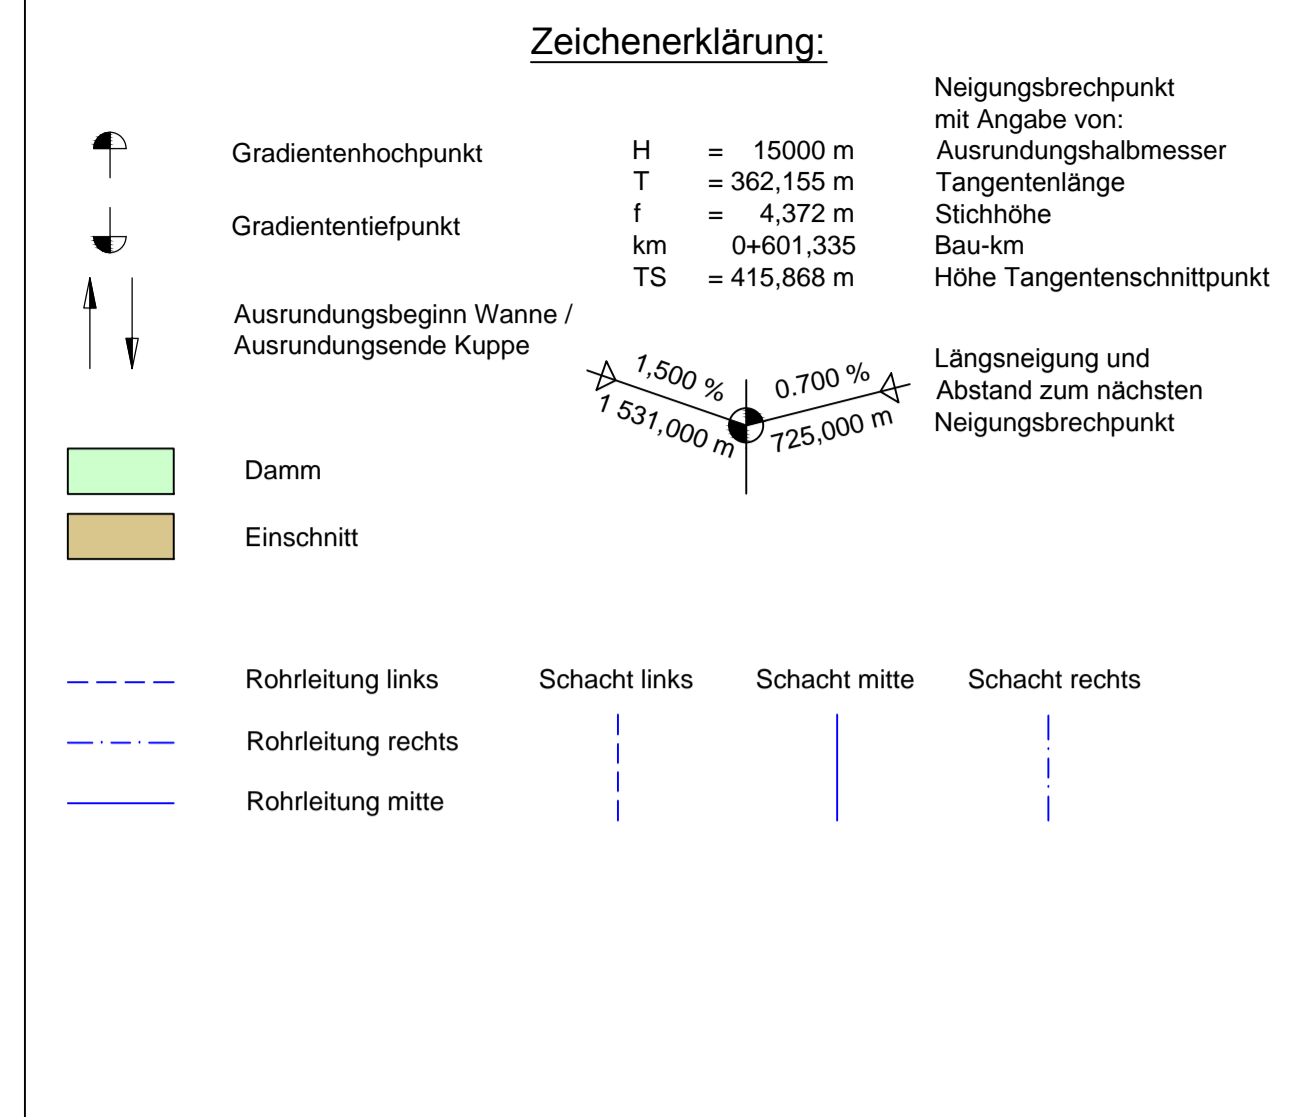 Zeichenerklärung:
Gradientenhochpunkt
Gradiententiefpunkt
Ausrundungsbeginn Wanne /
Ausrundungsende Kuppe
Neigungsbrechpunkt
mit Angabe von:
H = 15000 m Ausrundungshalbmesser
T = 362,155 m Tangentenlänge
f = 4,372 m Stichhöhe
km 0+601,335 Bau-km
TS = 415,868 m Höhe Tangentenschnittpunkt
1,500 %
1 531,000 m
0.700 %
725,000 m
Längsneigung und
Abstand zum nächsten
Neigungsbrechpunkt
Damm
Einschnitt
Rohrleitung links
Rohrleitung rechts
Rohrleitung mitte
Schacht links
Schacht mitte
Schacht rechts